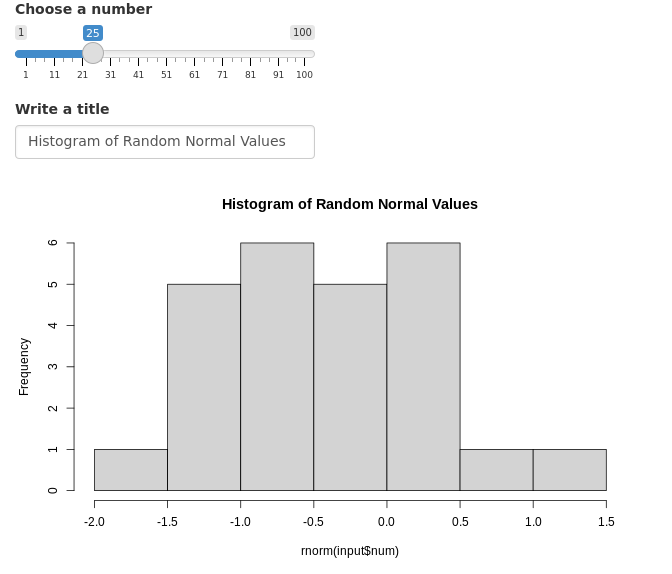 Choose a number
1 25 100
1 11 21 31 41 51 61 71 81 91 100
Write a title
Histogram of Random Normal Values
Histogram of Random Normal Values
6
5
4
3
2
1
0
Frequency
-2.0 -1.5 -1.0 -0.5 0.0 0.5 1.0 1.5
rnorm(input$num)